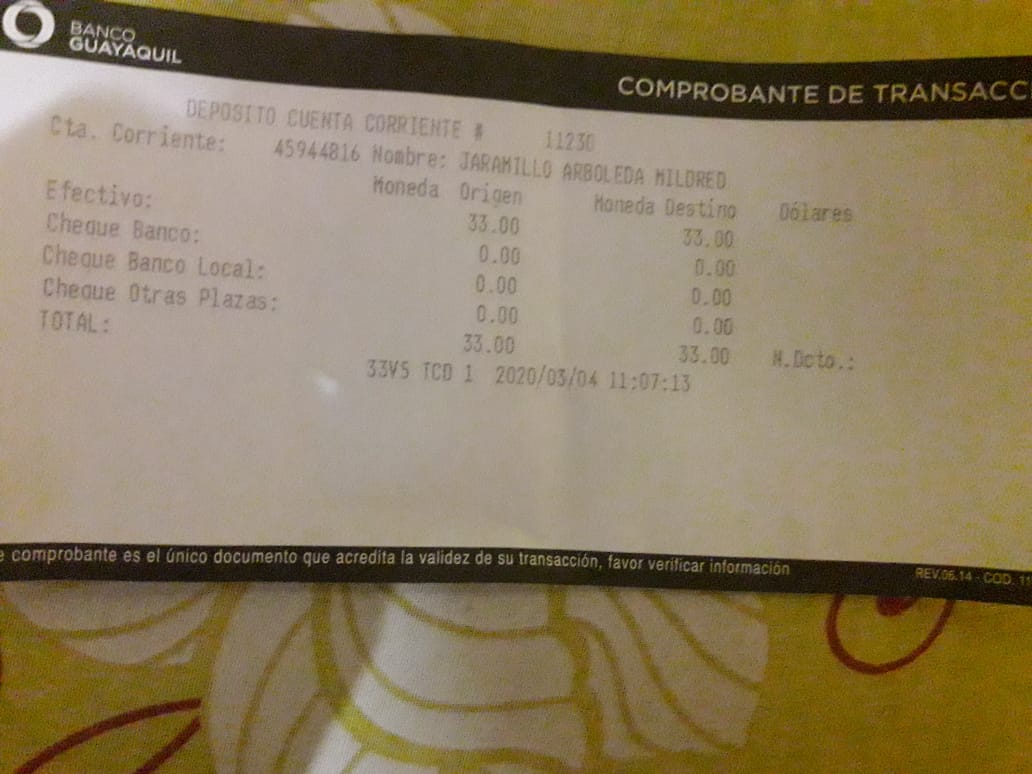 BANCO
GUAYAQUIL
COMPROBANTE DE TRANSACC
DEPOSITO CUENTA CORRIENTE # 11230
Cta. Corriente: 45944816 Nombre: JARAMILLO ARBOLEDA MILDRED
Moneda Origen Moneda Destino Dólares
Efectivo: 33.00 33.00
Cheque Banco: 0.00 0.00
Cheque Banco Local: 0.00 0.00
Cheque Otras Plazas: 0.00 0.00
TOTAL: 33.00 33.00 N.Dcto.:
33V5 TCD 1 2020/03/04 11:07:13
e comprobante es el único documento que acredita la validez de su transacción, favor verificar información
REV.06.14 - COD. 1